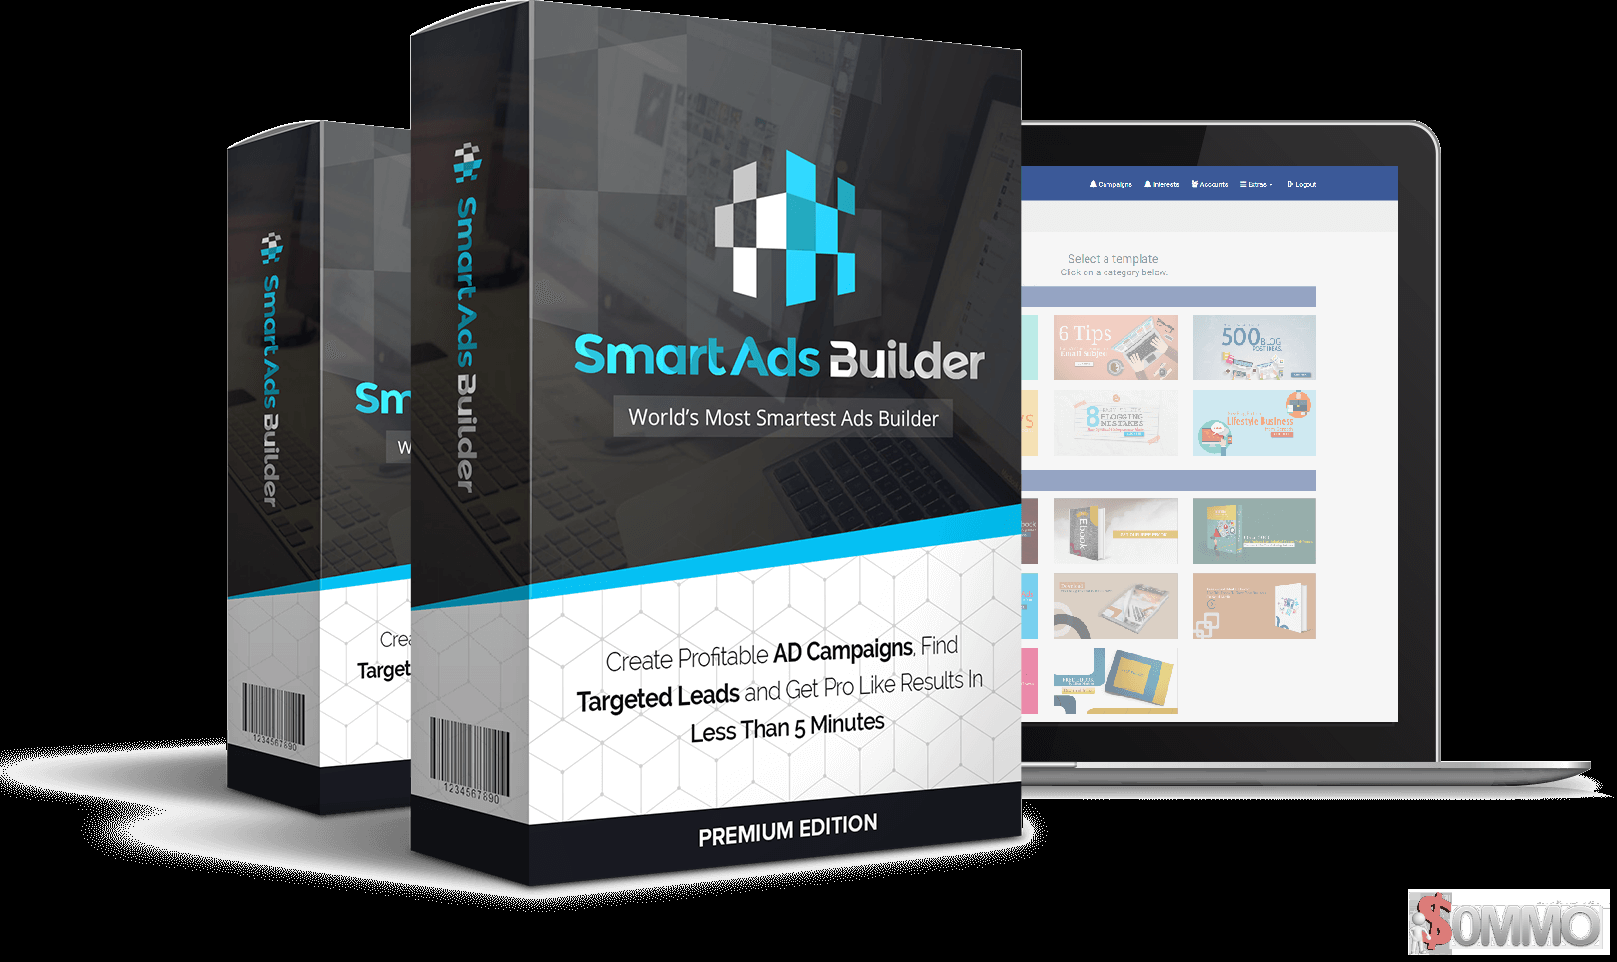 Smart Ads Builder
Sm
W
Crea
Target
1234567890
Smart Ads Builder
Smart Ads Builder
World's Most Smartest Ads Builder
Create Profitable AD Campaigns, Find
Targeted Leads and Get Pro Like Results In
Less Than 5 Minutes
1234567890
PREMIUM EDITION
Campaigns Interests Accounts Extras Logout
Select a template
Click on a category below.
6 Tips
500 BLOG
POST IDEAS
8
BLOGGING
MISTAKES
Lifestyle Business
Ebook
$OMMO